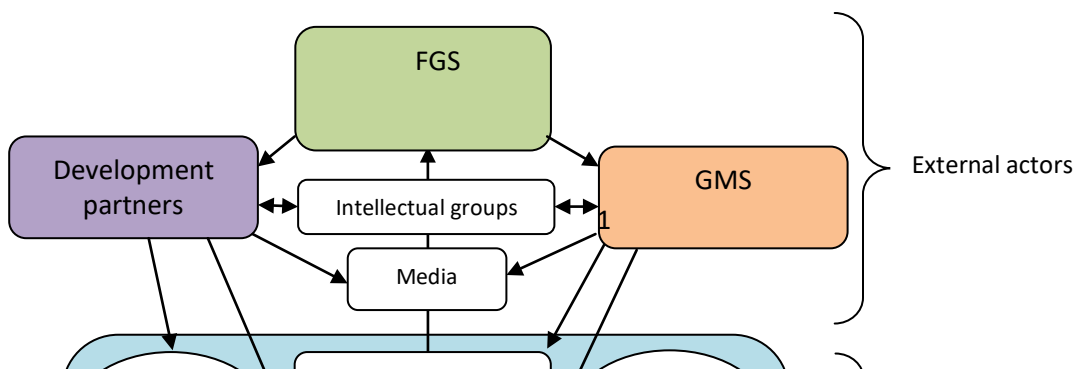 FGS
Development
partners
GMS
External actors
Intellectual groups
1
Media